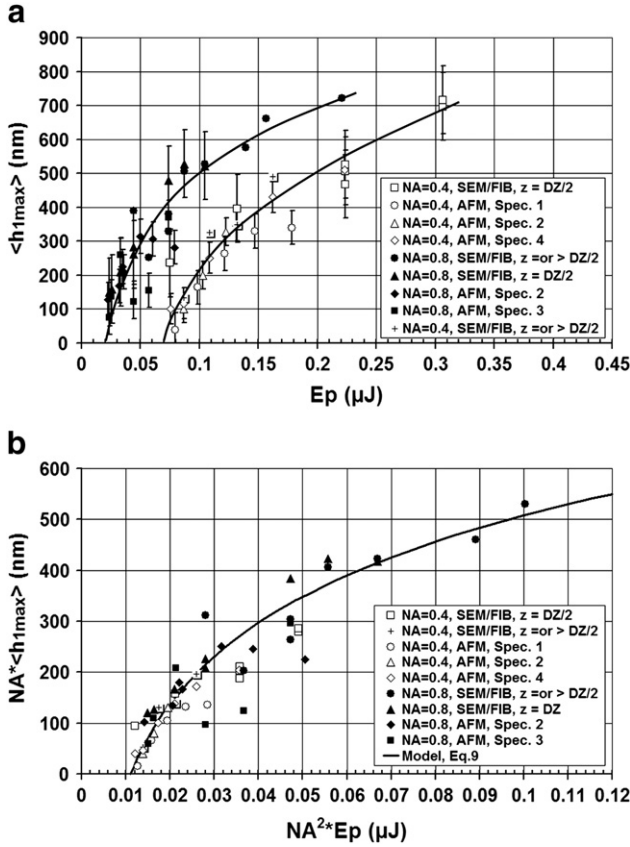 a
<h1max> (nm)
900
800
700
600
500
400
300
200
100
0
NA=0.4, SEM/FIB, z = DZ/2
NA=0.4, AFM, Spec. 1
NA=0.4, AFM, Spec. 2
NA=0.4, AFM, Spec. 4
NA=0.8, SEM/FIB, z =or > DZ/2
NA=0.8, SEM/FIB, z = DZ/2
NA=0.8, AFM, Spec. 2
NA=0.8, AFM, Spec. 3
NA=0.4, SEM/FIB, z =or > DZ/2
0 0.05 0.1 0.15 0.2 0.25 0.3 0.35 0.4 0.45
Ep (µJ)
b
NA*<h1max> (nm)
600
500
400
300
200
100
0
NA=0.4, SEM/FIB, z = DZ/2
NA=0.4, SEM/FIB, z =or > DZ/2
NA=0.4, AFM, Spec. 1
NA=0.4, AFM, Spec. 2
NA=0.4, AFM, Spec. 4
NA=0.8, SEM/FIB, z =or > DZ/2
NA=0.8, SEM/FIB, z = DZ
NA=0.8, AFM, Spec. 2
NA=0.8, AFM, Spec. 3
Model, Eq.9
0 0.01 0.02 0.03 0.04 0.05 0.06 0.07 0.08 0.09 0.1 0.11 0.12
NA²*Ep (µJ)